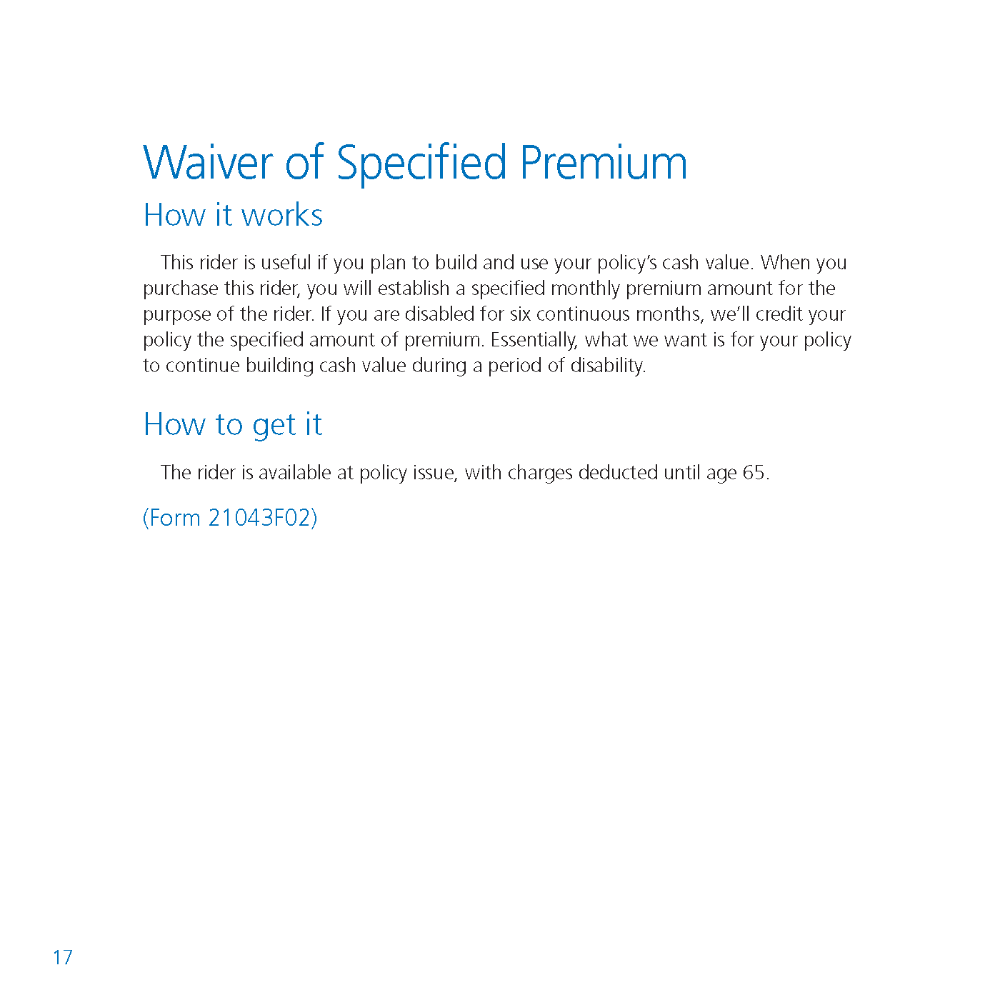 Waiver of Specified Premium
How it works
This rider is useful if you plan to build and use your policy’s cash value. When you
purchase this rider, you will establish a specified monthly premium amount for the
purpose of the rider. If you are disabled for six continuous months, we’ll credit your
policy the specified amount of premium. Essentially, what we want is for your policy
to continue building cash value during a period of disability.
How to get it
The rider is available at policy issue, with charges deducted until age 65.
(Form 21043F02)
17